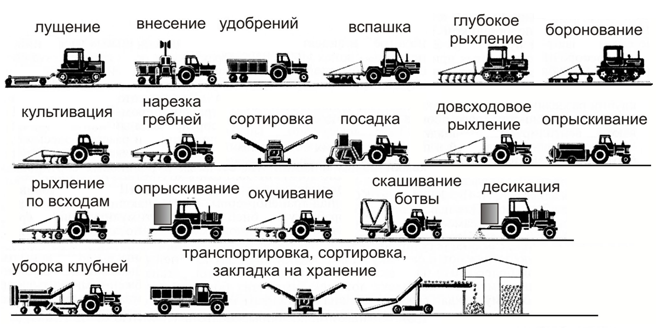 лущение внесение удобрений вспашка глубокое рыхление боронование
культивация нарезка гребней сортировка посадка довсходовое рыхление опрыскивание
рыхление по всходам опрыскивание окучивание скашивание ботвы десикация
уборка клубней транспортировка, сортировка, закладка на хранение